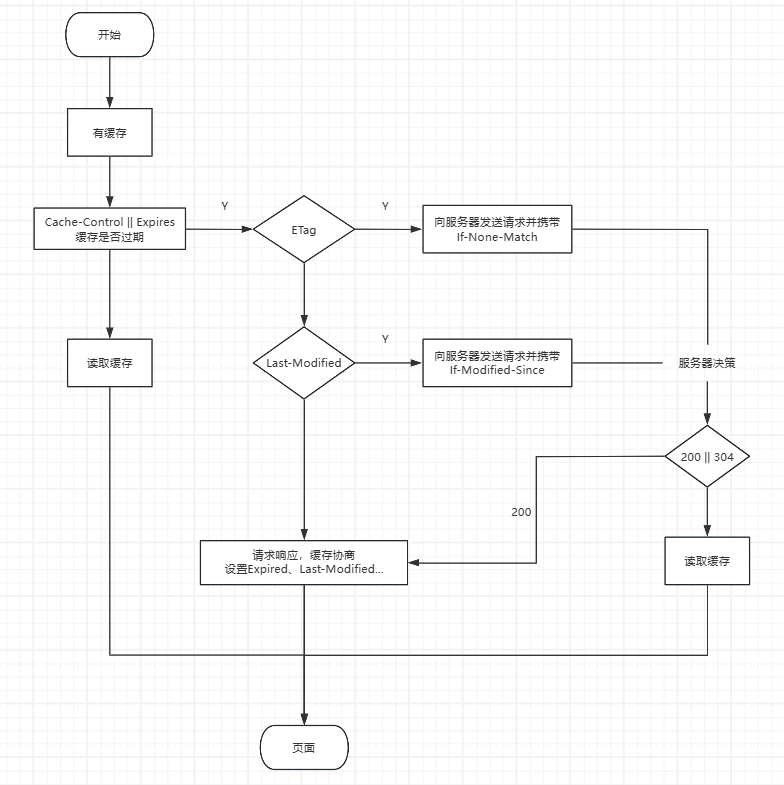 开始
有缓存
Cache-Control || Expires
缓存是否过期
Y
ETag
Y
向服务器发送请求并携带
If-None-Match
读取缓存
Last-Modified
Y
向服务器发送请求并携带
If-Modified-Since
服务器决策
200 || 304
200
请求响应，缓存协商
设置Expired、Last-Modified...
读取缓存
页面